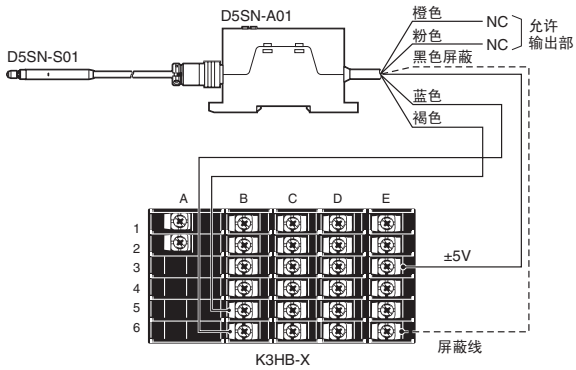 D5SN-A01
橙色
NC
允许
D5SN-S01
粉色
NC
输出部
黑色屏蔽
蓝色
褐色
A B C D E
1
2
3
±5V
4
5
6
屏蔽线
K3HB-X